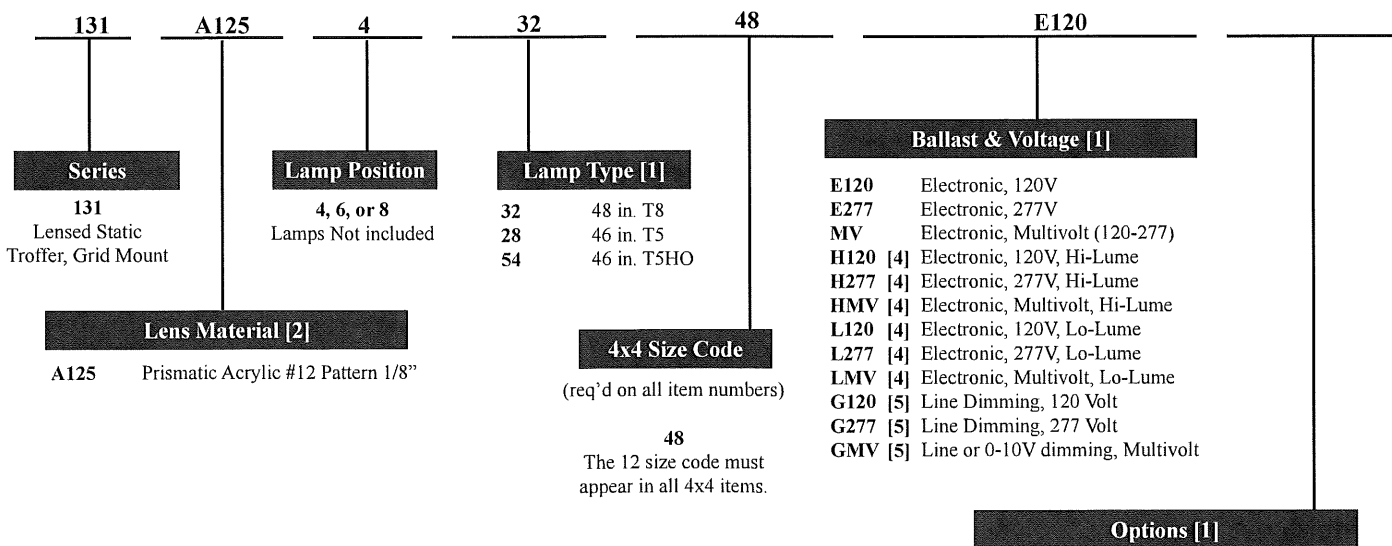 131 A125 4 32 48 E120
Series
131
Lensed Static
Troffer, Grid Mount
Lamp Position
4, 6, or 8
Lamps Not included
Lamp Type [1]
32 48 in. T8
28 46 in. T5
54 46 in. T5HO
Ballast & Voltage [1]
E120 Electronic, 120V
E277 Electronic, 277V
MV Electronic, Multivolt (120-277)
H120 [4] Electronic, 120V, Hi-Lume
H277 [4] Electronic, 277V, Hi-Lume
HMV [4] Electronic, Multivolt, Hi-Lume
L120 [4] Electronic, 120V, Lo-Lume
L277 [4] Electronic, 277V, Lo-Lume
LMV [4] Electronic, Multivolt, Lo-Lume
G120 [5] Line Dimming, 120 Volt
G277 [5] Line Dimming, 277 Volt
GMV [5] Line or 0-10V dimming, Multivolt
Lens Material [2]
A125 Prismatic Acrylic #12 Pattern 1/8”
4x4 Size Code
(req'd on all item numbers)
48
The 12 size code must
appear in all 4x4 items.
Options [1]